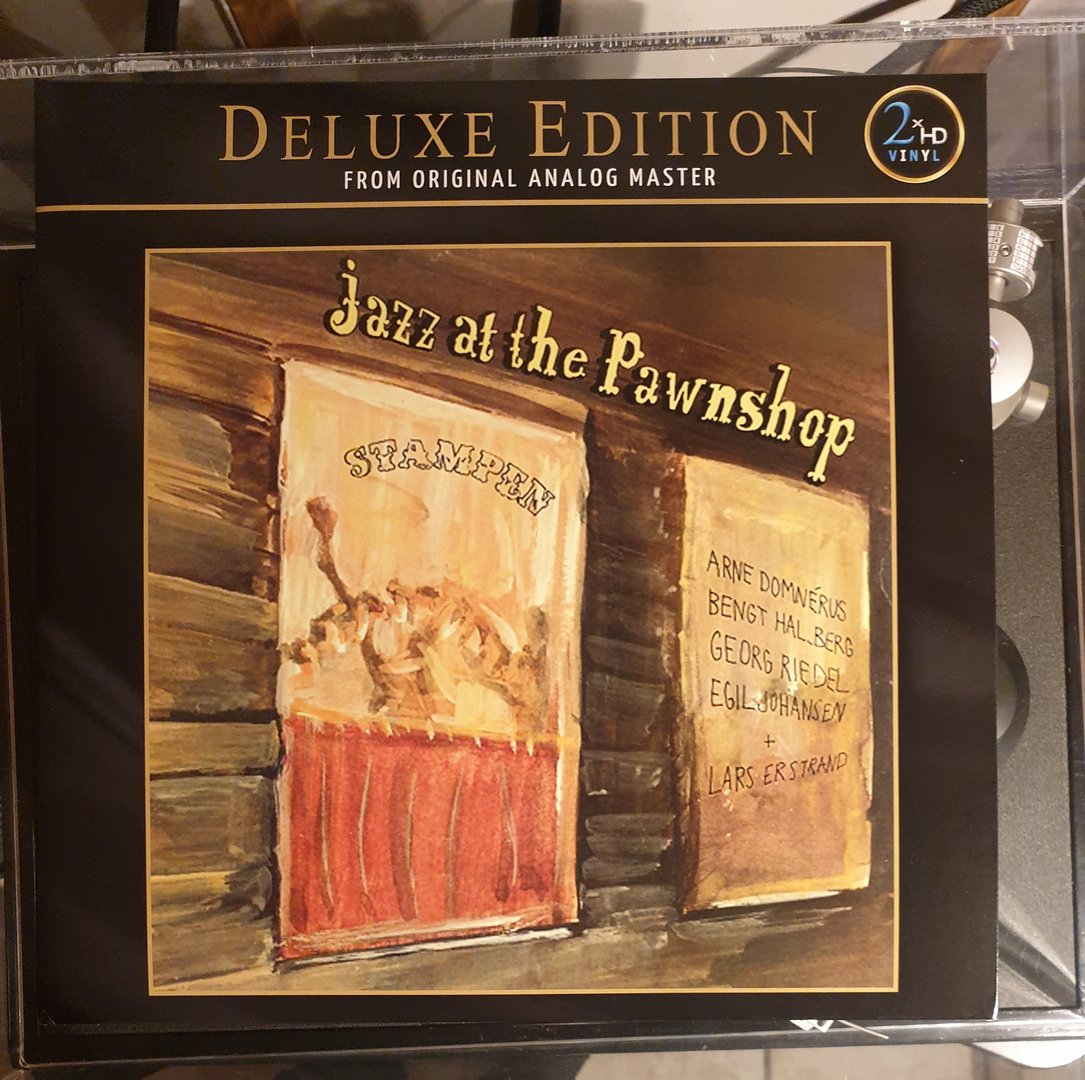 DELUXE EDITION
FROM ORIGINAL ANALOG MASTER
2xHD
VINYL
jazz at the Pawnshop
STAMPEN
ARNE DOMNÉRUS
BENGT HALLBERG
GEORG RIEDEL
EGIL JOHANSEN
+
LARS ERSTRAND